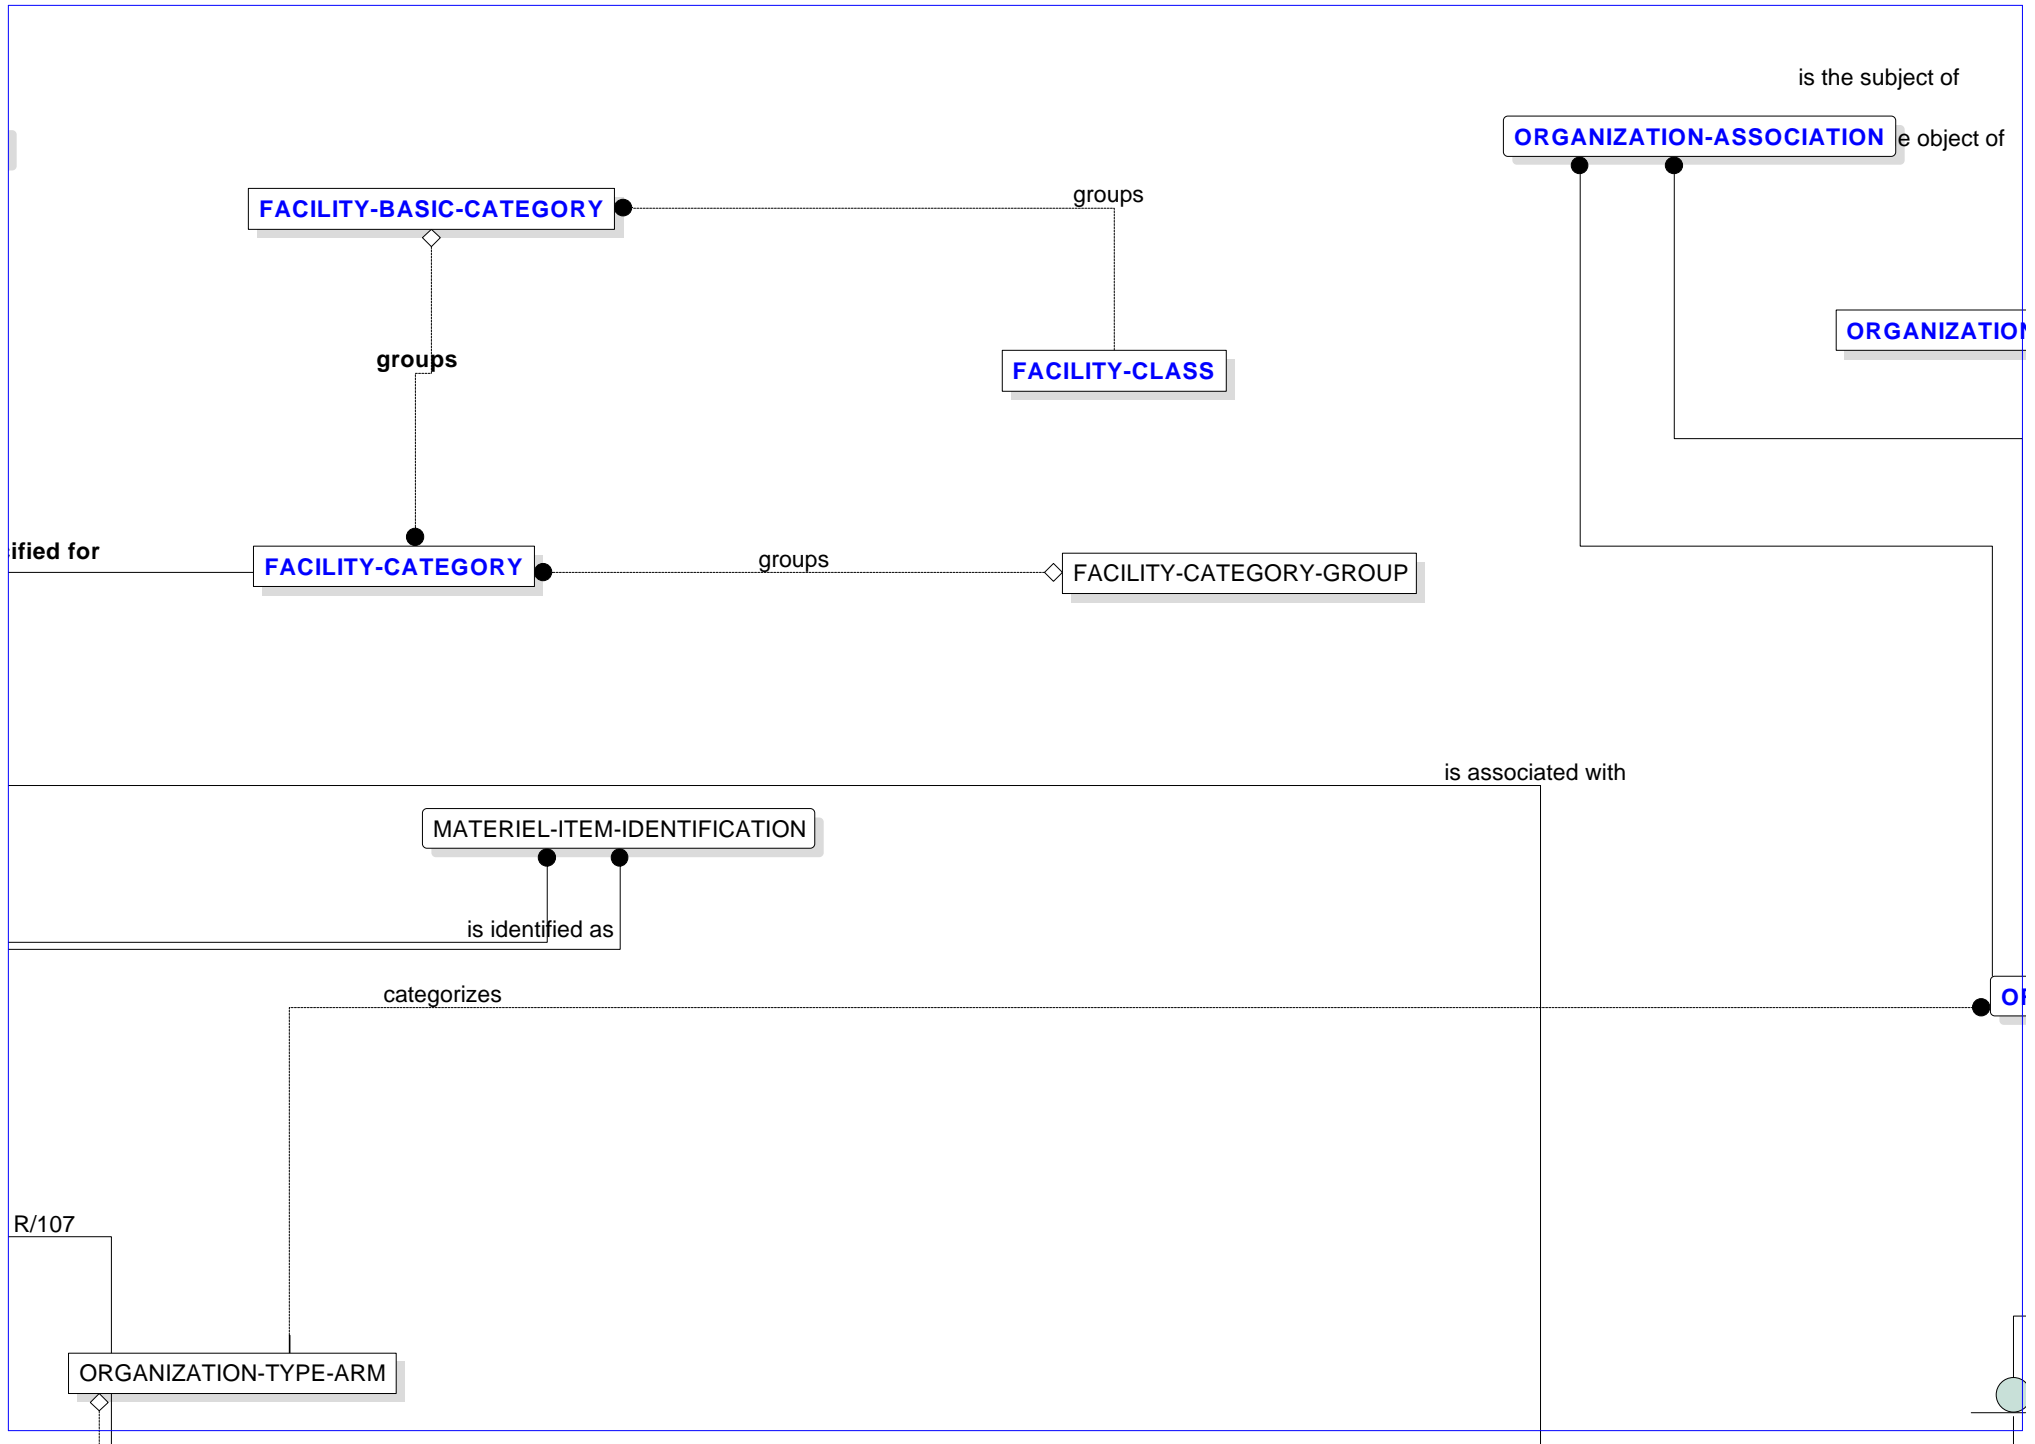 is the subject of
ORGANIZATION-ASSOCIATION
e object of
groups
FACILITY-BASIC-CATEGORY
ORGANIZATION
groups
FACILITY-CLASS
ified for
groups
FACILITY-CATEGORY
FACILITY-CATEGORY-GROUP
is associated with
MATERIEL-ITEM-IDENTIFICATION
is identified as
categorizes
R/107
ORGANIZATION-TYPE-ARM